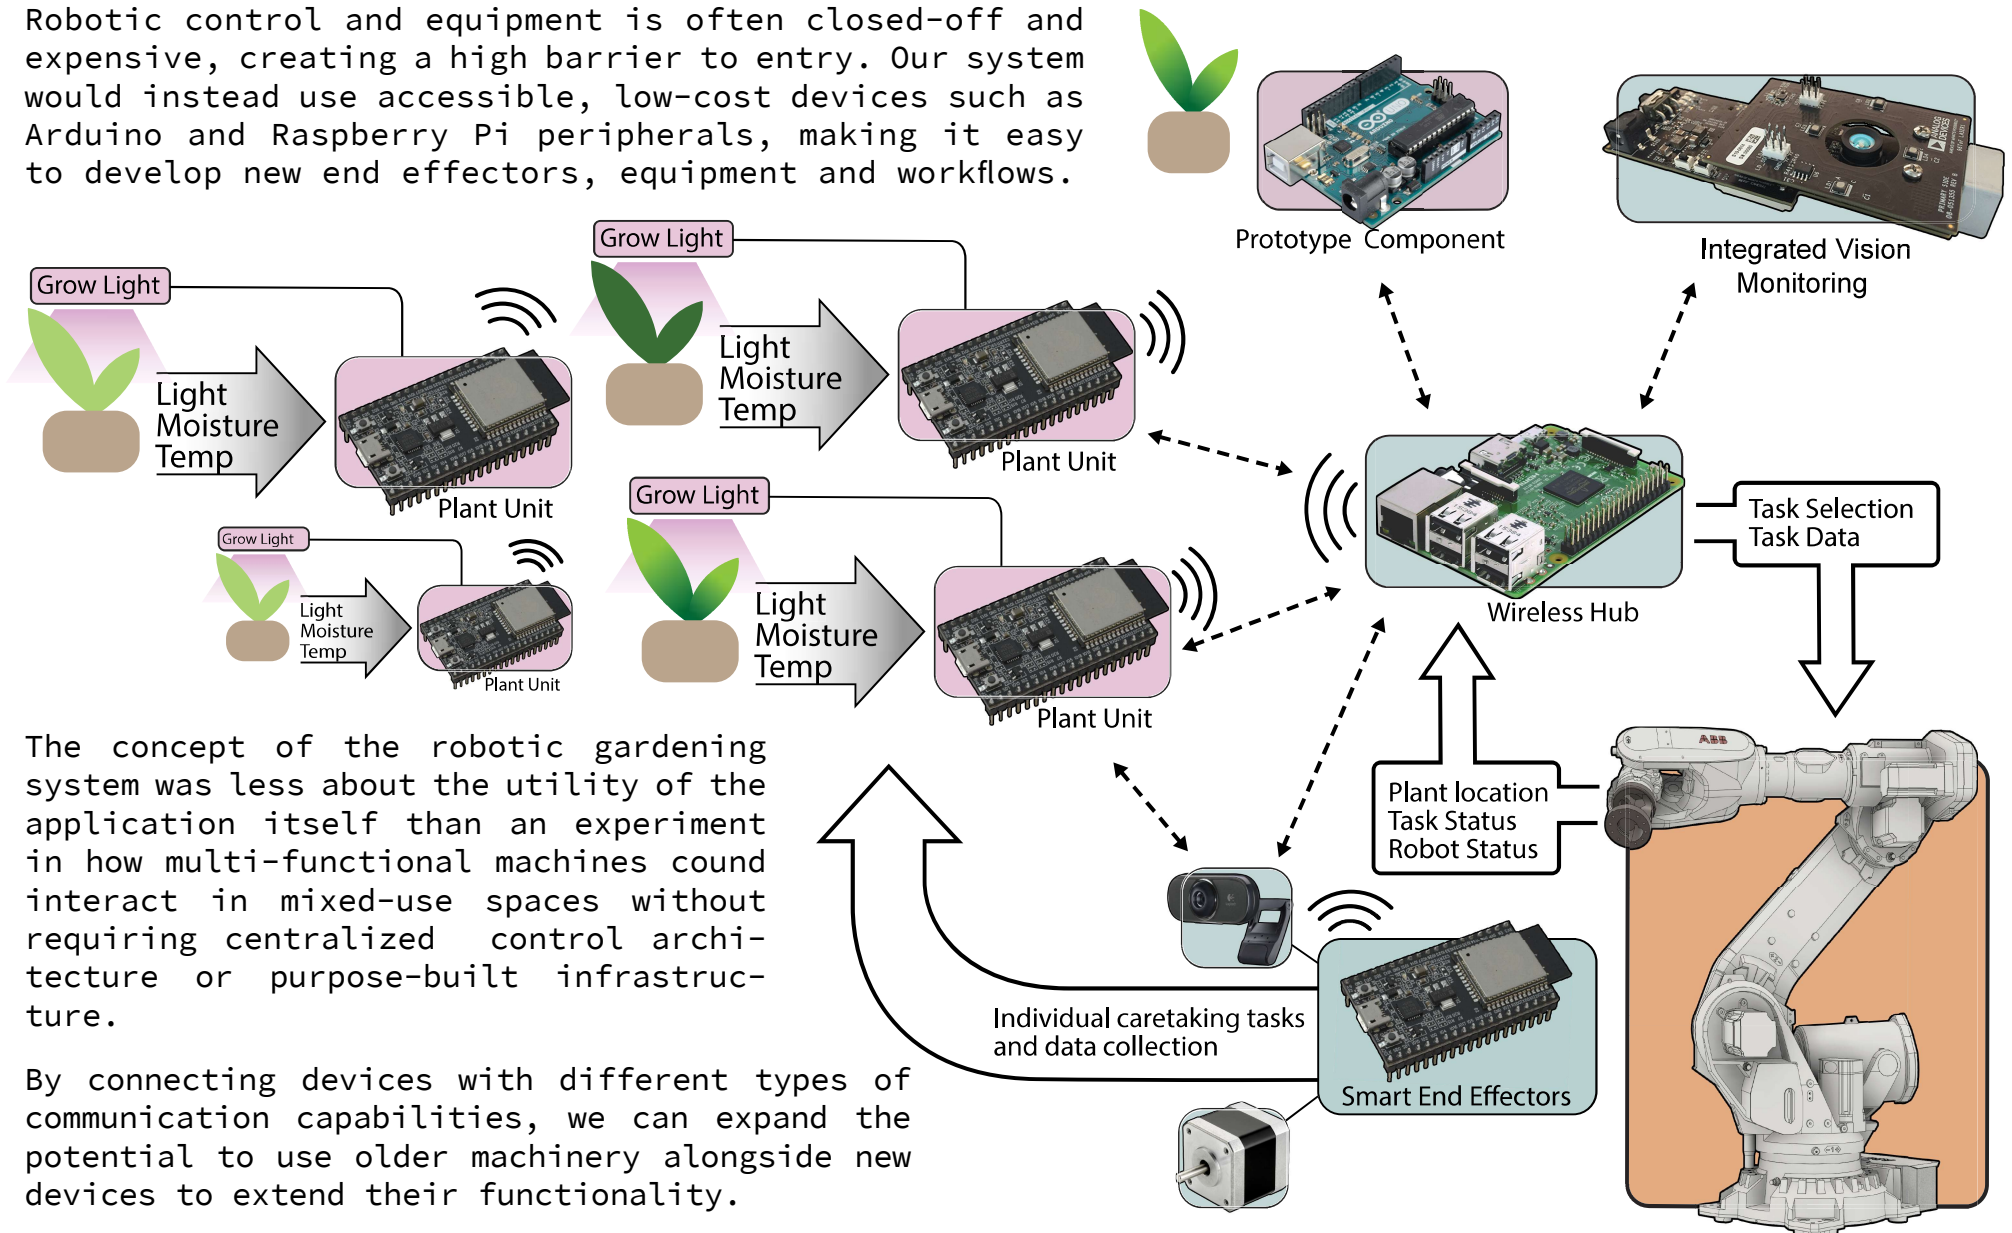 Robotic control and equipment is often closed-off and
expensive, creating a high barrier to entry. Our system
would instead use accessible, low-cost devices such as
Arduino and Raspberry Pi peripherals, making it easy
to develop new end effectors, equipment and workflows.
Prototype Component
Integrated Vision
Monitoring
Grow Light
Light
Moisture
Temp
Plant Unit
Grow Light
Light
Moisture
Temp
Plant Unit
Grow Light
Light
Moisture
Temp
Plant Unit
Grow Light
Light
Moisture
Temp
Plant Unit
Wireless Hub
Task Selection
Task Data
Plant location
Task Status
Robot Status
ABB
The concept of the robotic gardening
system was less about the utility of the
application itself than an experiment
in how multi-functional machines cound
interact in mixed-use spaces without
requiring centralized control archi-
tecture or purpose-built infrastruc-
ture.
Individual caretaking tasks
and data collection
Smart End Effectors
By connecting devices with different types of
communication capabilities, we can expand the
potential to use older machinery alongside new
devices to extend their functionality.